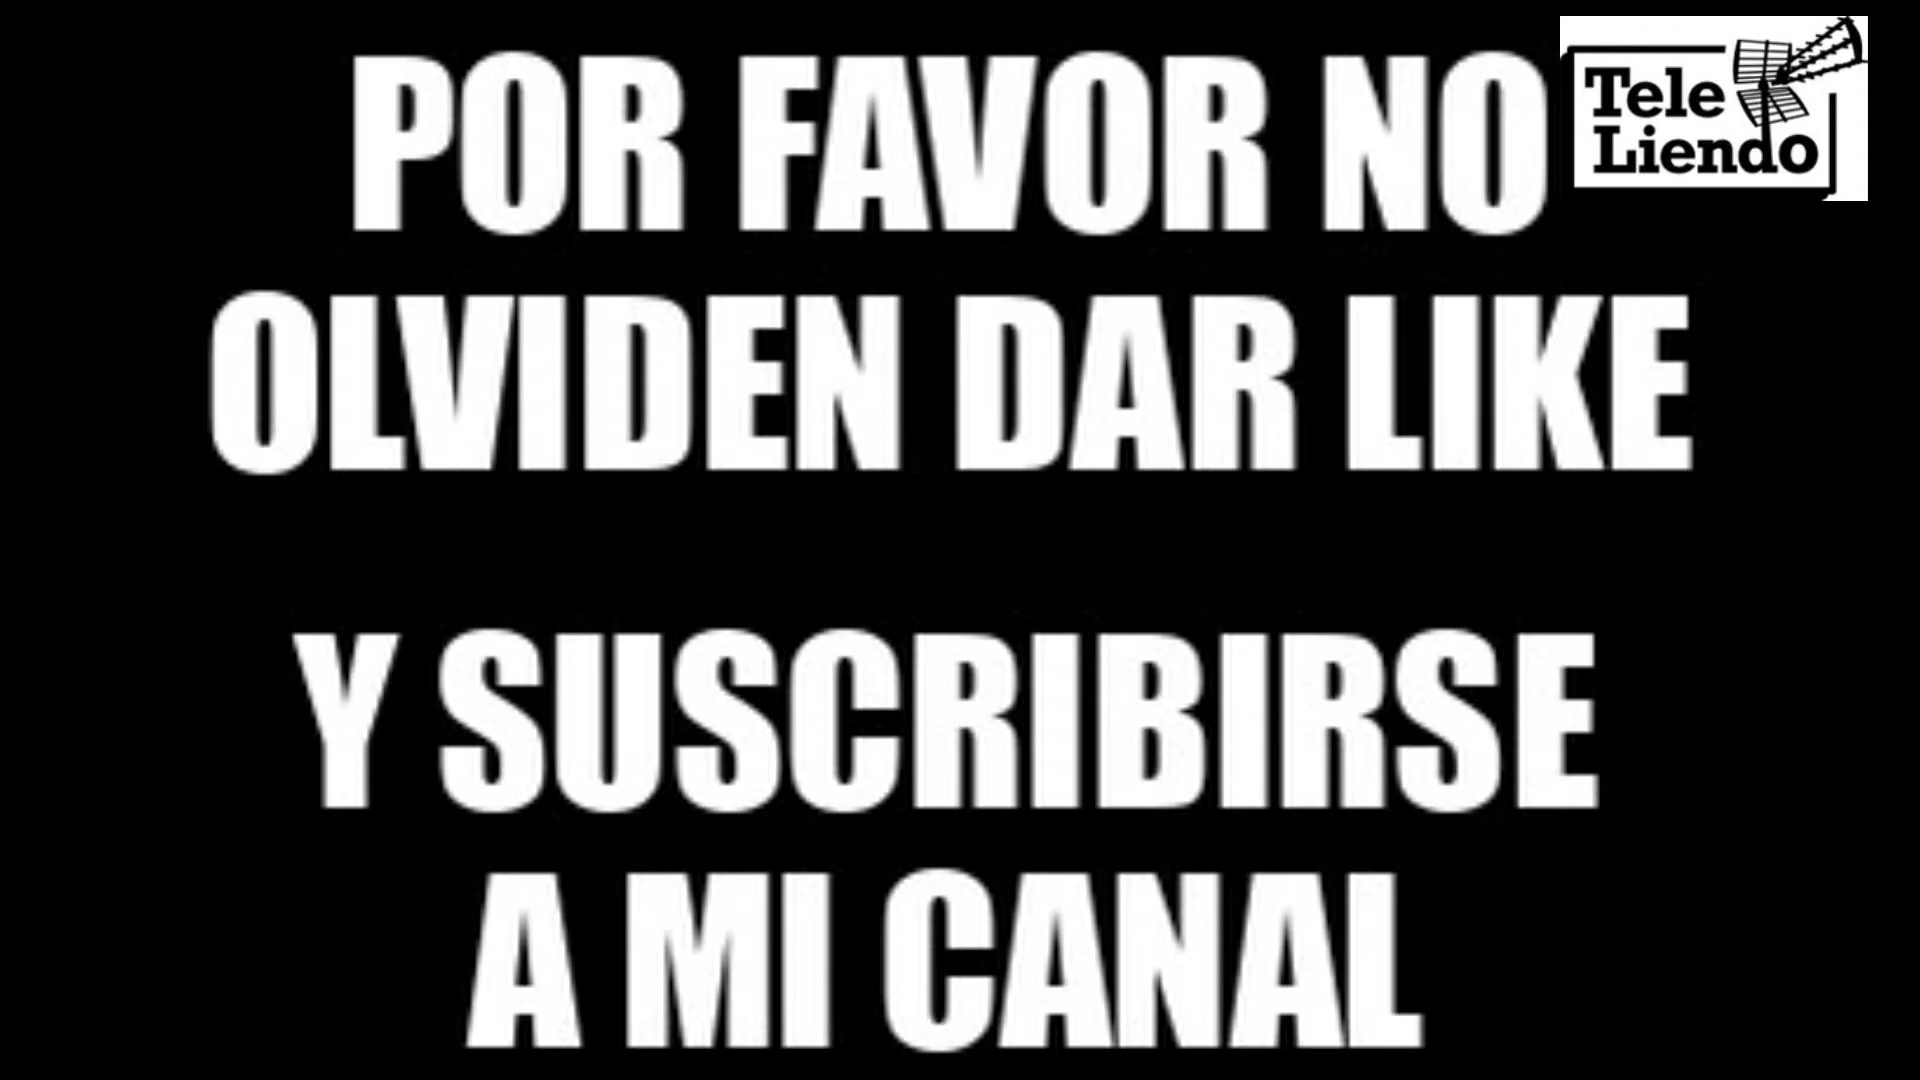 POR FAVOR NO
OLVIDEN DAR LIKE
Y SUSCRIBIRSE
A MI CANAL
Tele
Liendo